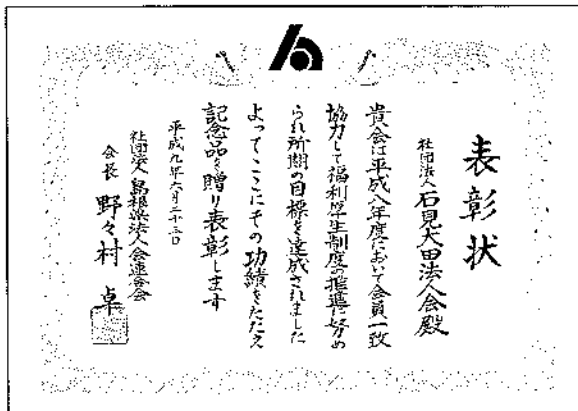 表彰状
社団法人 石見大田法人会殿
貴会は平成八年度において会員一致
協力して福利厚生制度の推進に努め
られ所期の目標を達成されました
よってここにその功績をたたえ
記念品を贈り表彰します
平成九年六月二十三日
社団法人 島根県法人会連合会
会長 野々村 卓